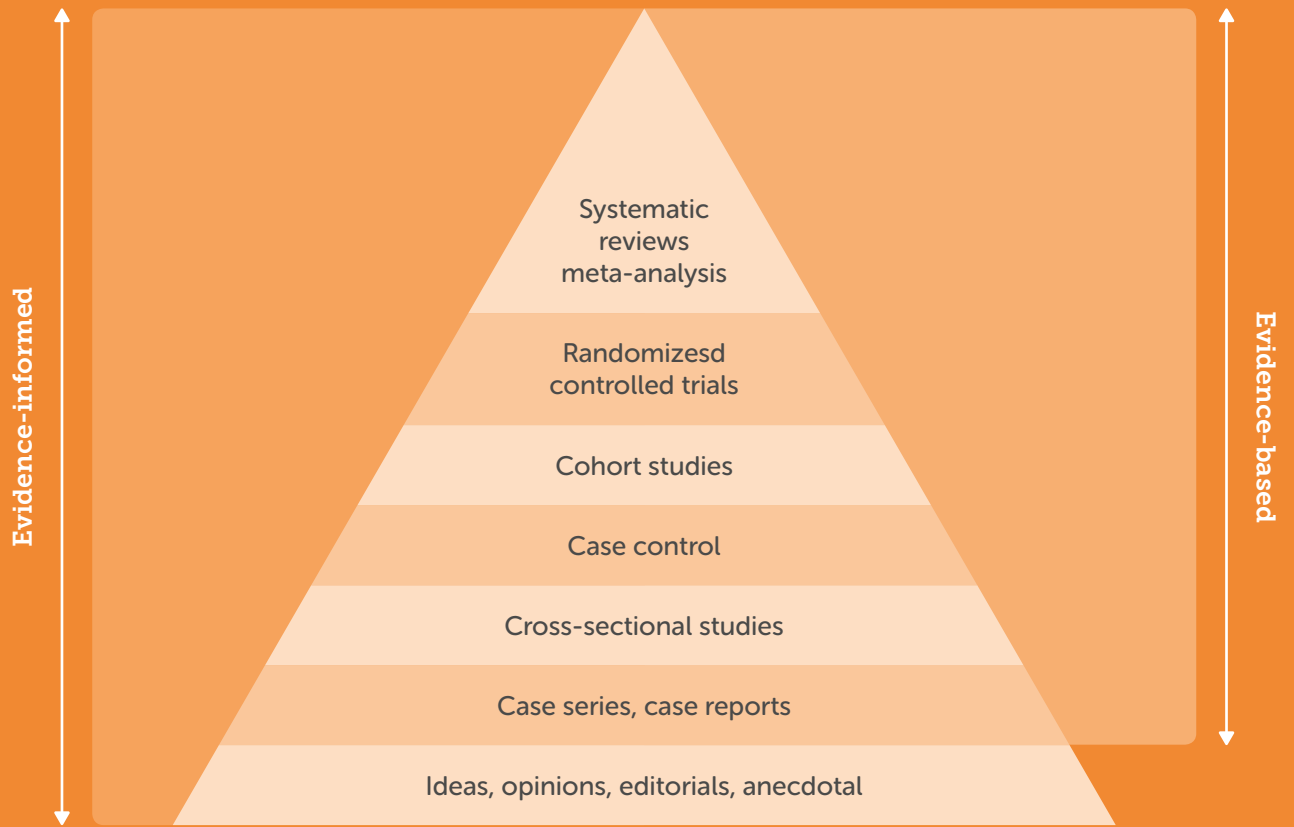 Evidence-informed
Systematic
reviews
meta-analysis
Randomizesd
controlled trials
Cohort studies
Case control
Cross-sectional studies
Case series, case reports
Ideas, opinions, editorials, anecdotal
Evidence-based